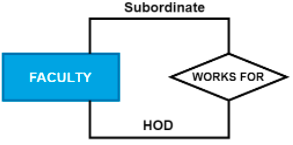 Subordinate
FACULTY
WORKS FOR
HOD